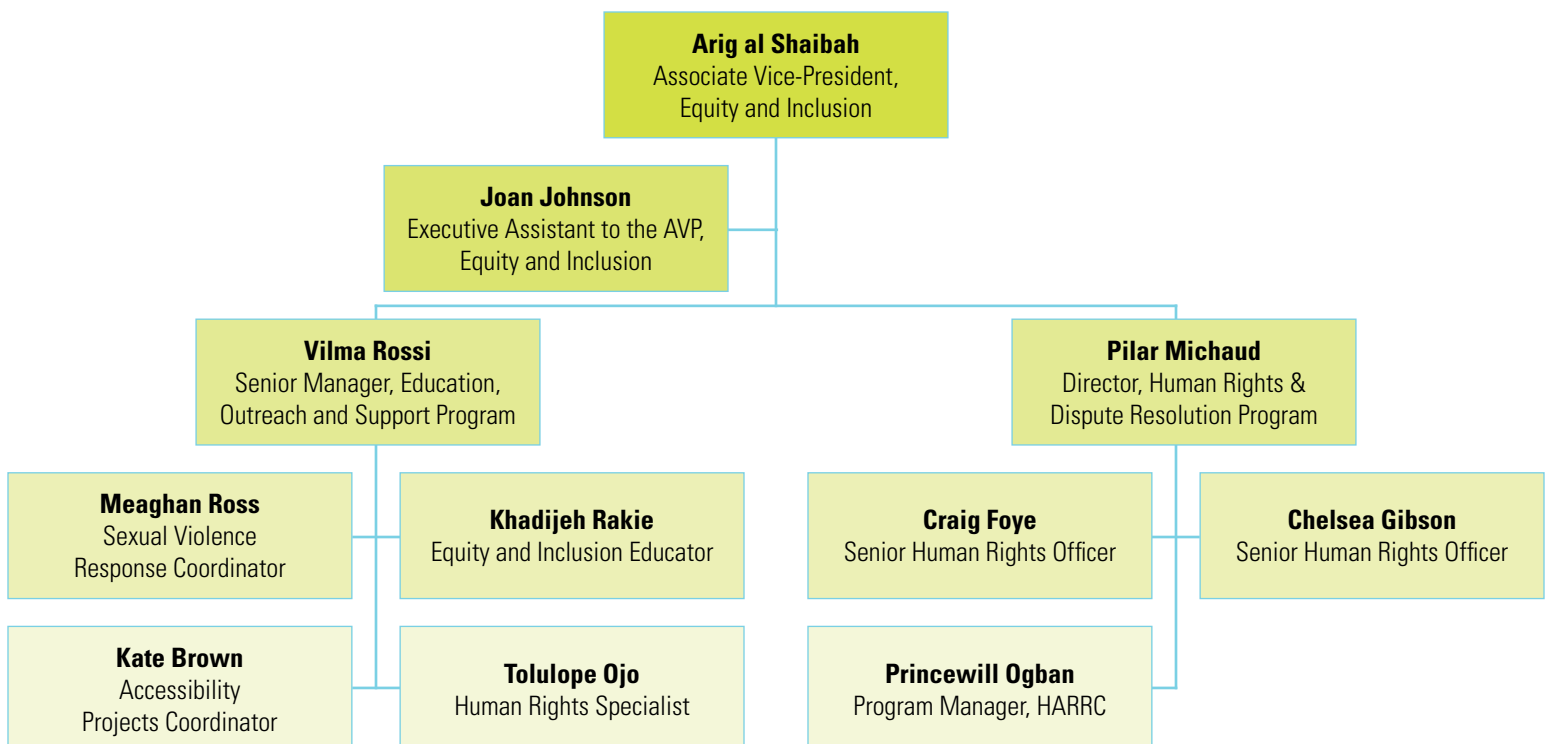 Arig al Shaibah
Associate Vice-President,
Equity and Inclusion
Joan Johnson
Executive Assistant to the AVP,
Equity and Inclusion
Vilma Rossi
Senior Manager, Education,
Outreach and Support Program
Pilar Michaud
Director, Human Rights &
Dispute Resolution Program
Meaghan Ross
Sexual Violence
Response Coordinator
Khadijeh Rakie
Equity and Inclusion Educator
Craig Foye
Senior Human Rights Officer
Chelsea Gibson
Senior Human Rights Officer
Kate Brown
Accessibility
Projects Coordinator
Tolulope Ojo
Human Rights Specialist
Princewill Ogban
Program Manager, HARRC